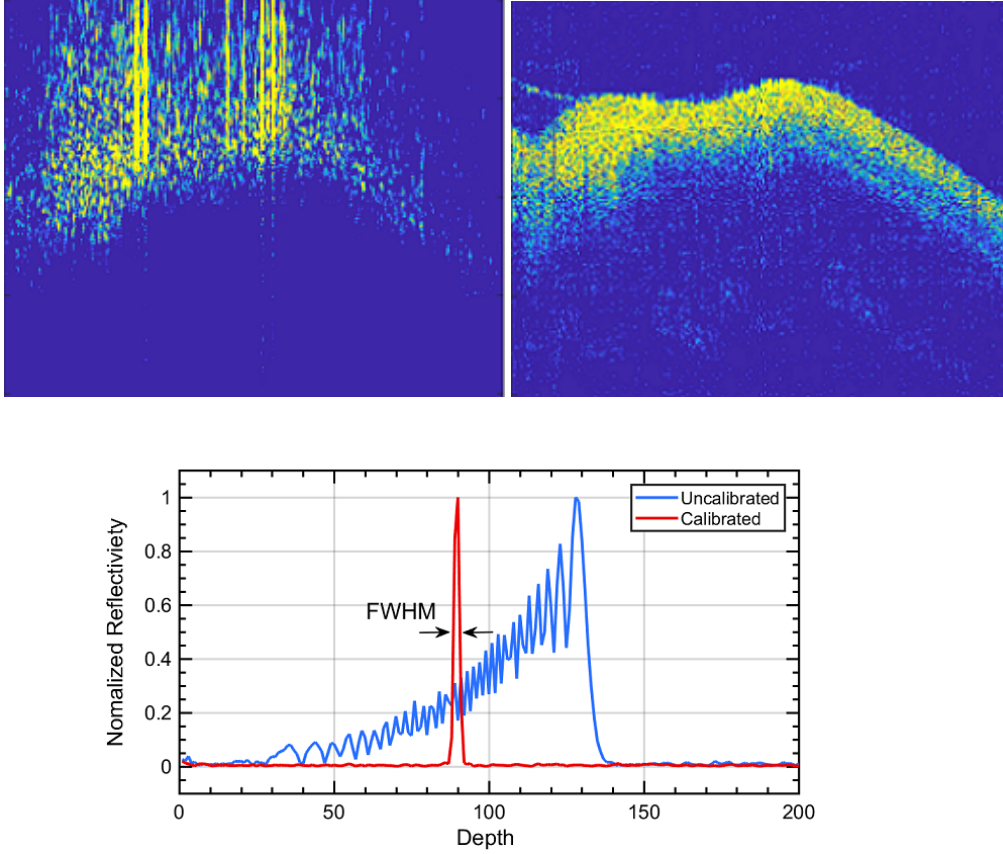 1
0.8
0.6
0.4
0.2
0
0 50 100 150 200
Nomalized Reflectiviety
Depth
FWHM
Uncalibrated
Calibrated